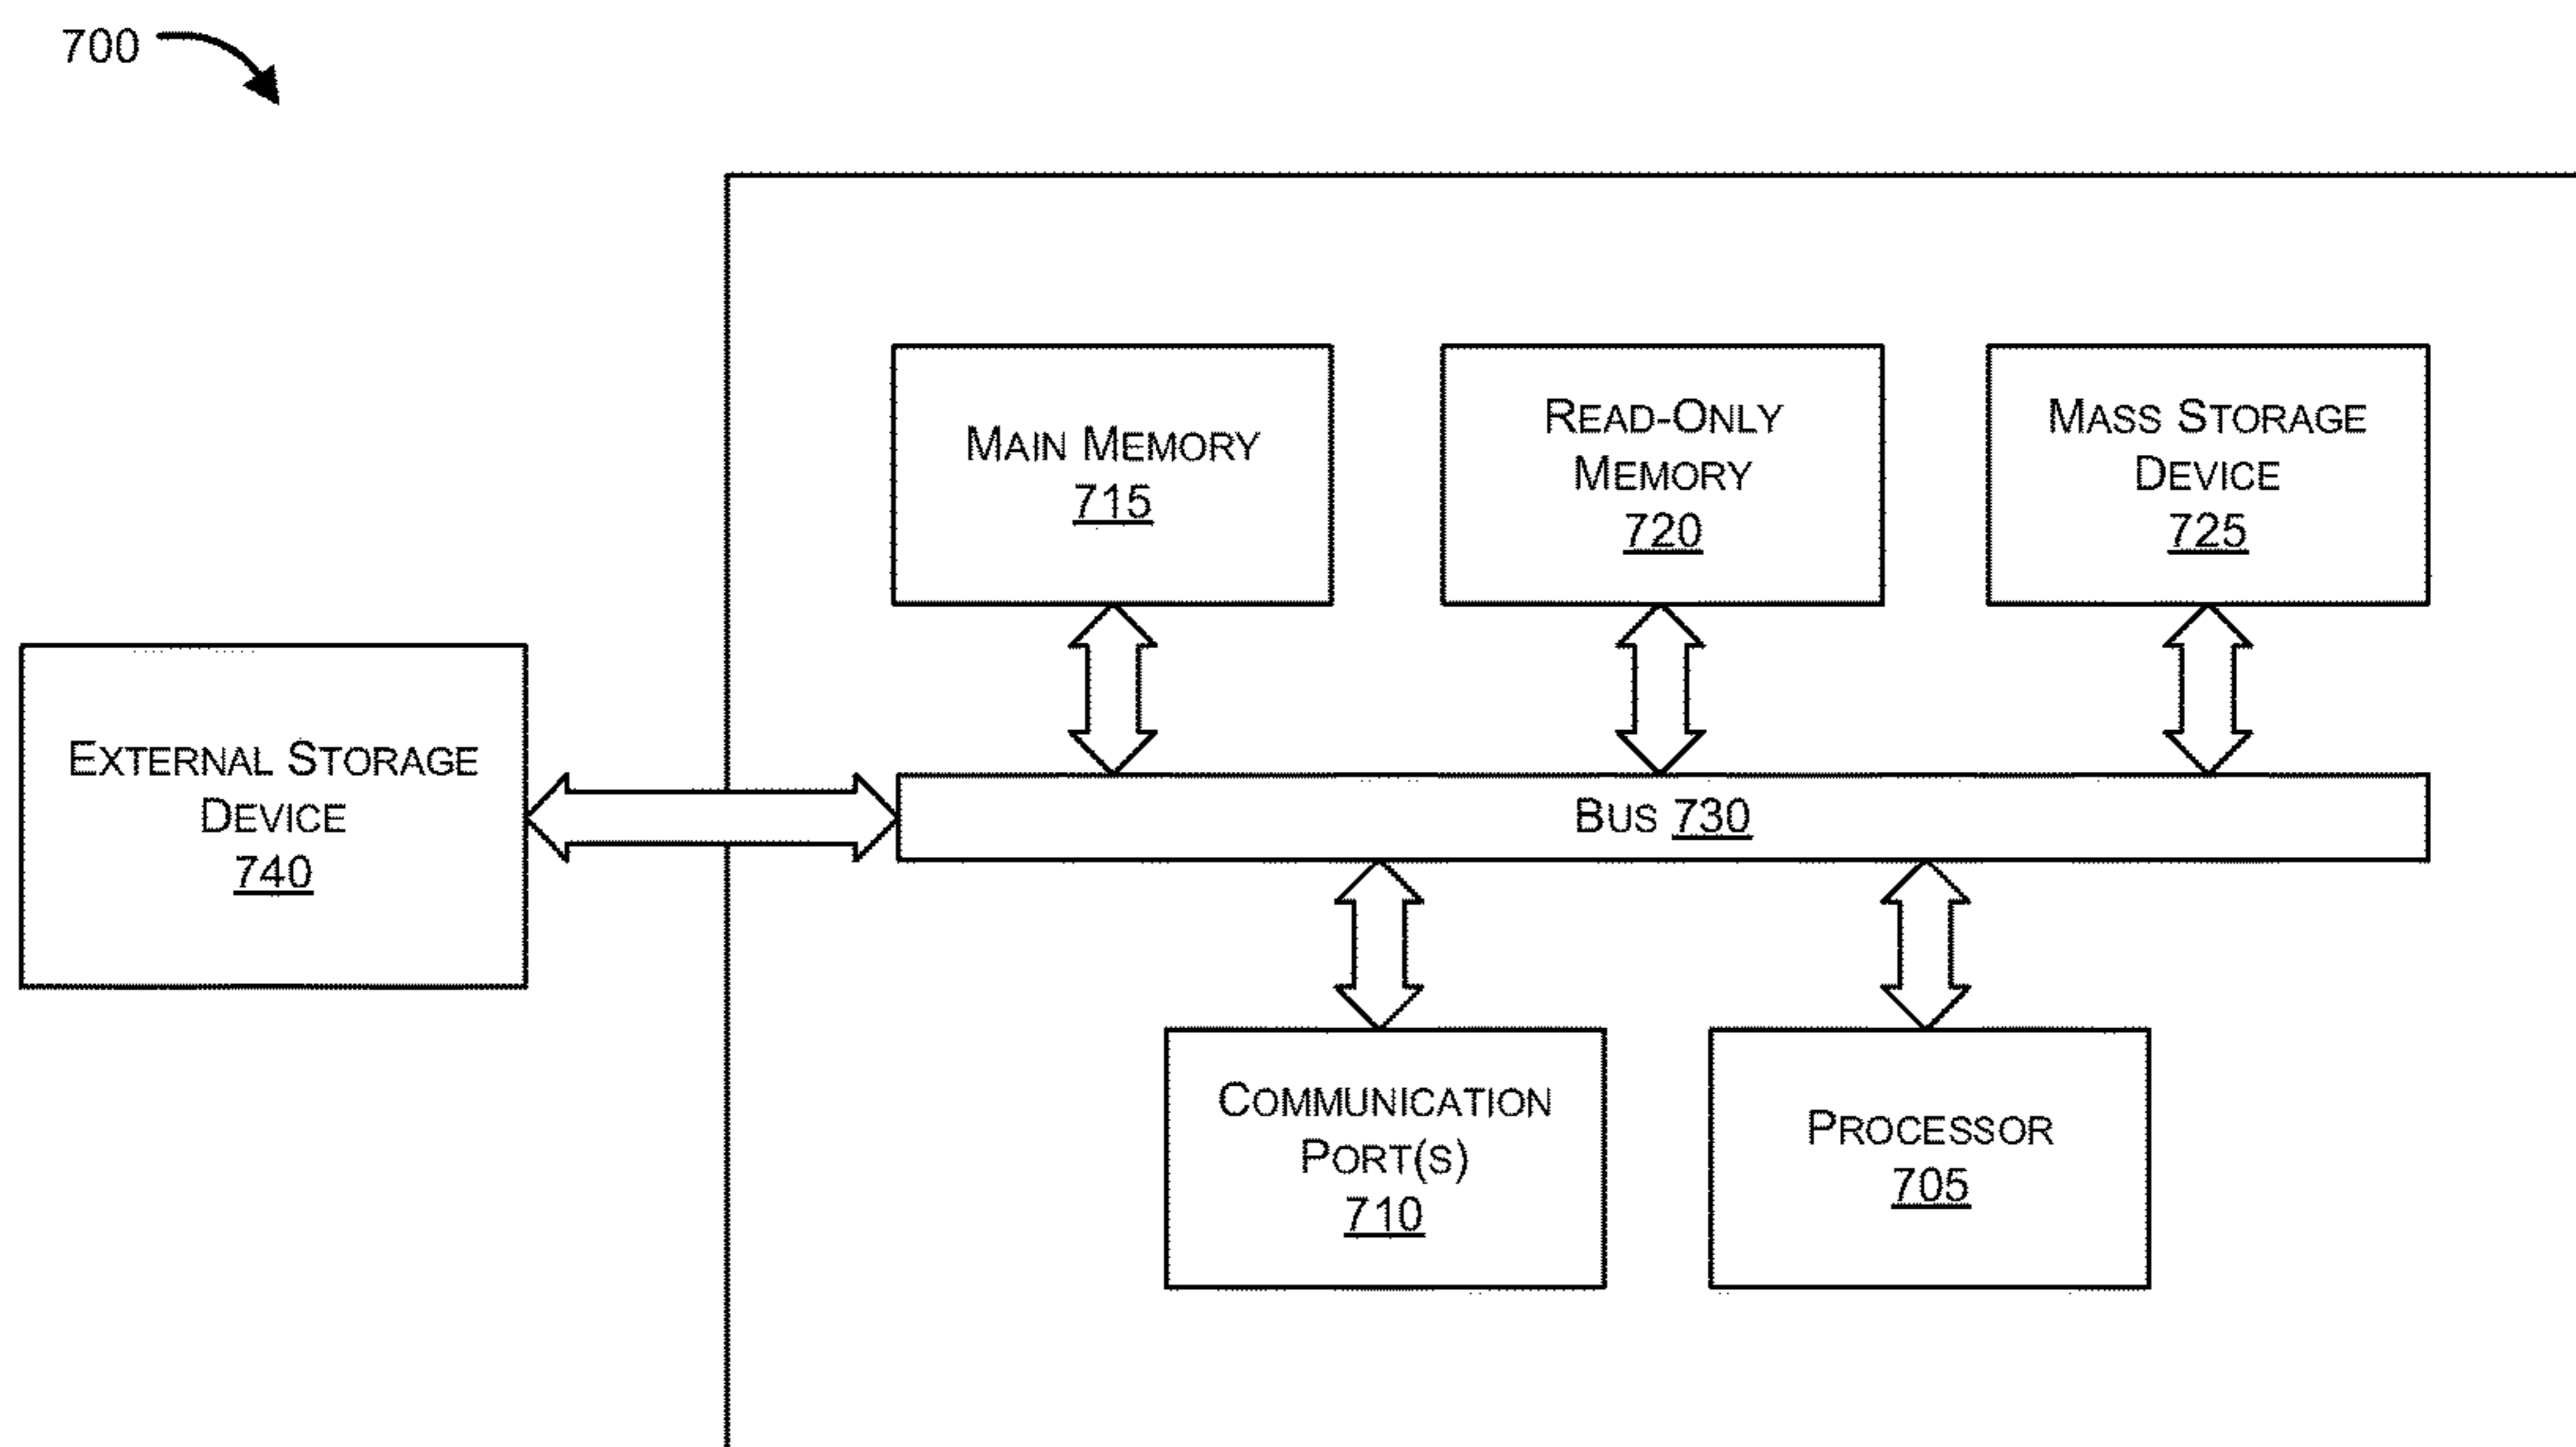 700
MAIN MEMORY
715
READ-ONLY
MEMORY
720
MASS STORAGE
DEVICE
725
EXTERNAL STORAGE
DEVICE
740
BUS 730
COMMUNICATION
PORT(S)
710
PROCESSOR
705